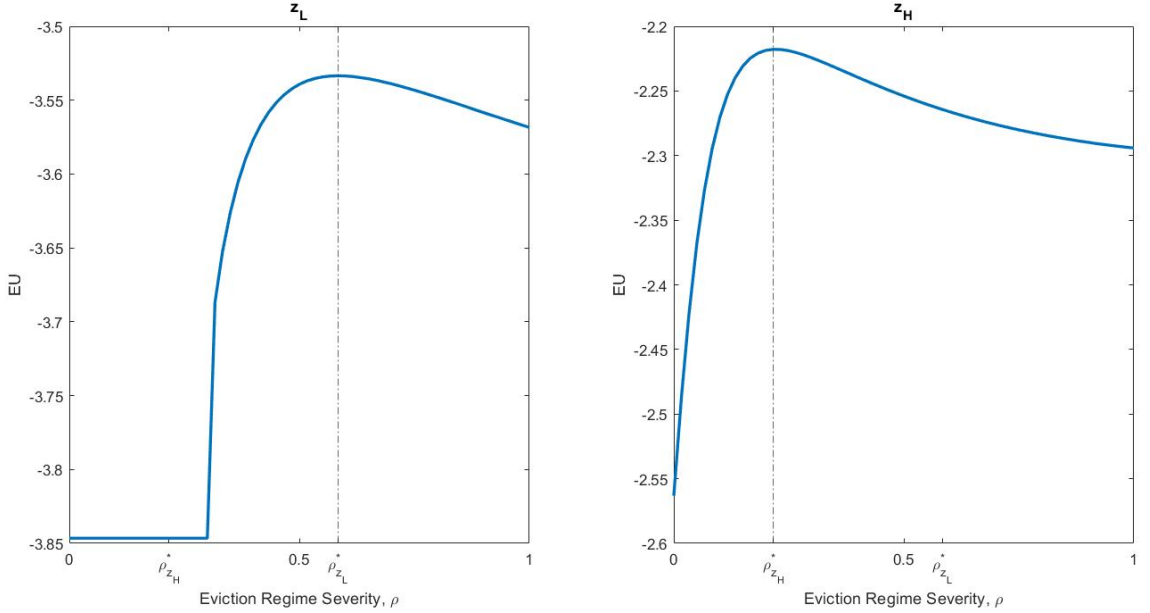 z_L
-3.5
-3.55
-3.6
-3.65
-3.7
-3.75
-3.8
-3.85
EU
0
ρ*_{z_H}
0.5
ρ*_{z_L}
1
Eviction Regime Severity, ρ
z_H
-2.2
-2.25
-2.3
-2.35
-2.4
-2.45
-2.5
-2.55
-2.6
EU
0
ρ*_{z_H}
0.5
ρ*_{z_L}
1
Eviction Regime Severity, ρ